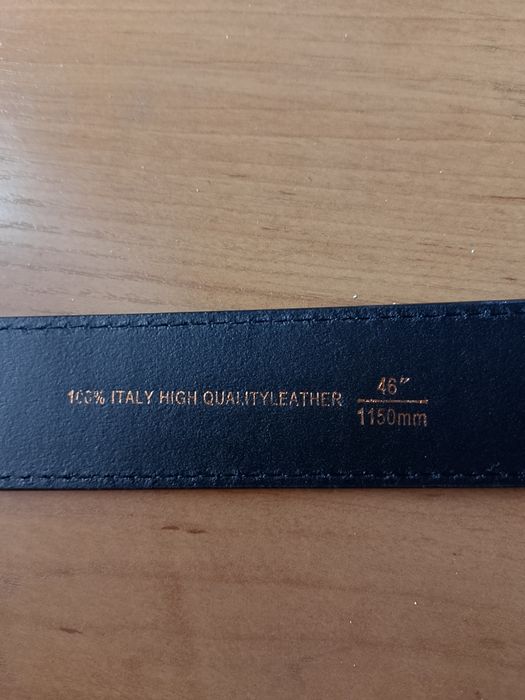 100% ITALY HIGH QUALITYLEATHER
46"
1150mm